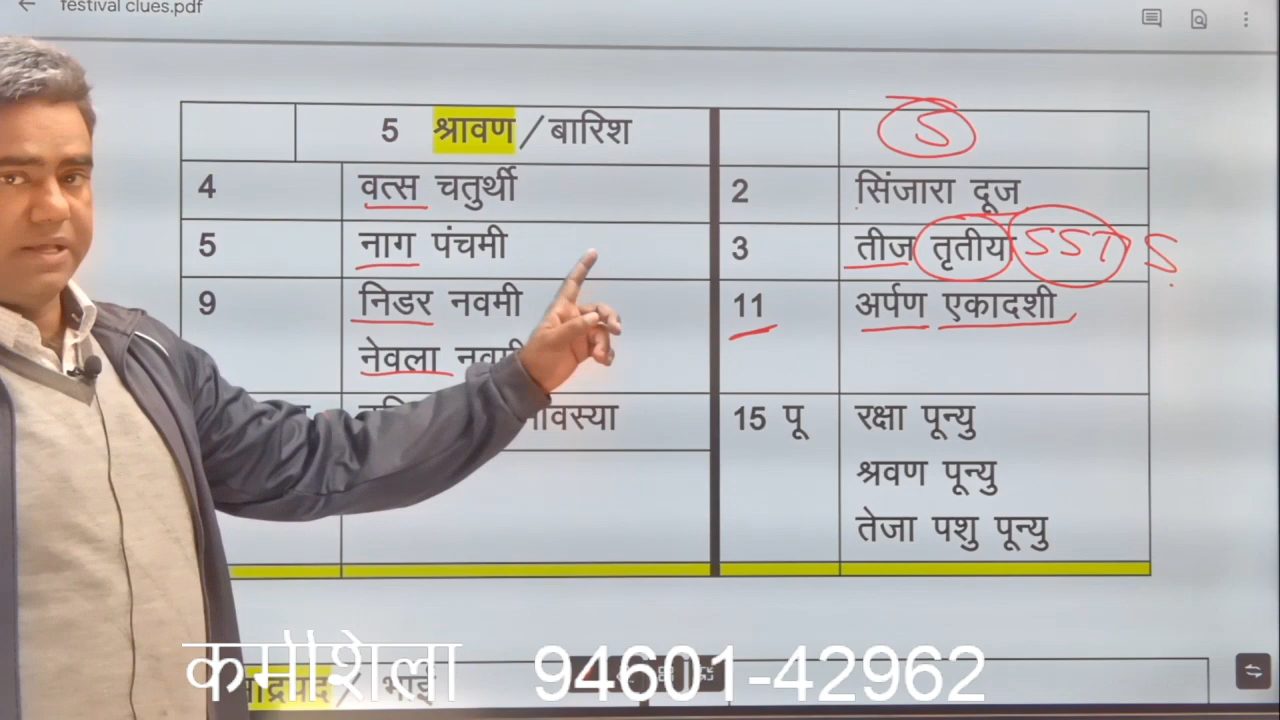 festival clues.pdf
5 श्रावण / बारिश
S
4 वत्स चतुर्थी
2 सिंजारा दूज
5 नाग पंचमी
3 तीज तृतीया SST S
9 निडर नवमी
11 अर्पण एकादशी
नेवला
15 पू रक्षा पून्यु
श्रवण पून्यु
तेजा पशु पून्यु
कर्मशिला 94601-42962